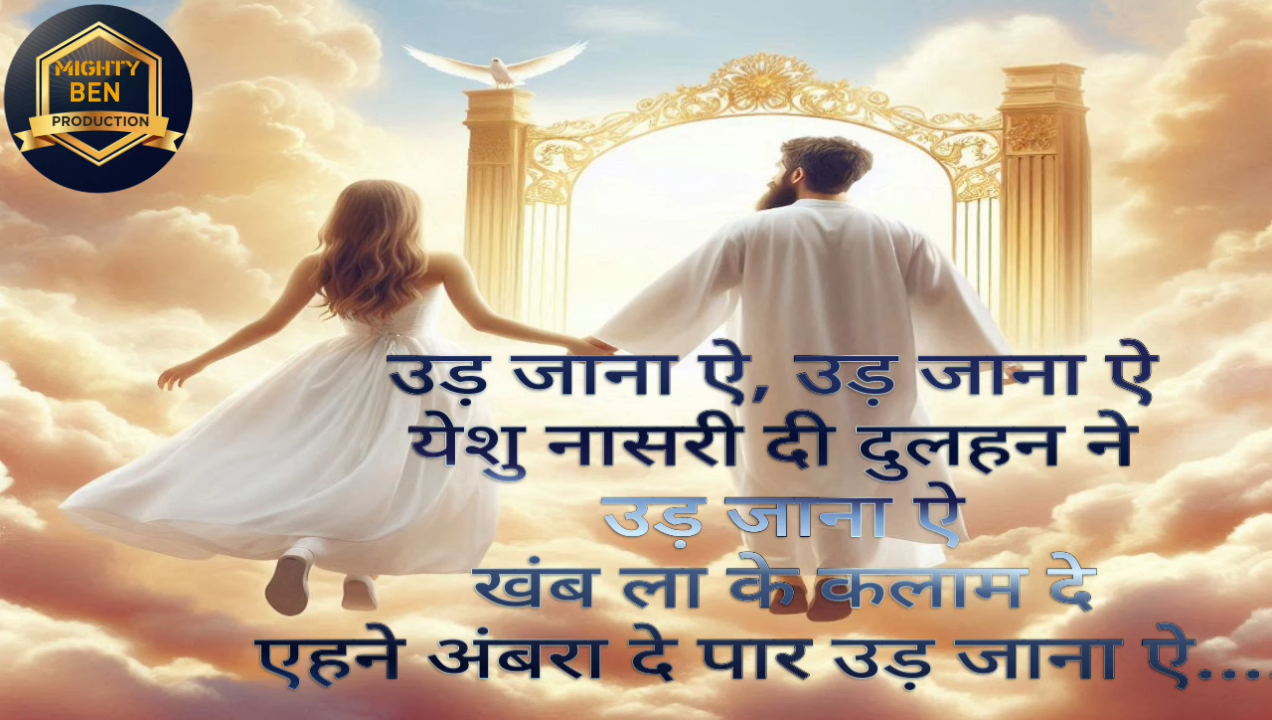 MIGHTY
BEN
PRODUCTION
उड़ जाना ऐ, उड़ जाना ऐ
येशु नासरी दी दुलहन ने
उड़ जाना ऐ
खंब ला के कलाम दे
एहने अंबरा दे पार उड़ जाना ऐ....